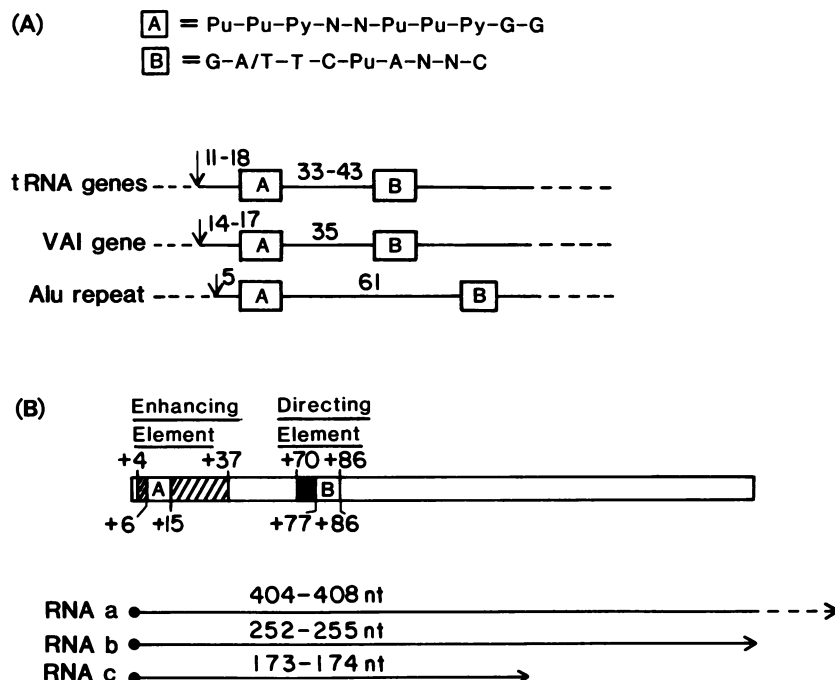 (A)
A = Pu-Pu-Py-N-N-Pu-Pu-Py-G-G
B = G-A/T-T-C-Pu-A-N-N-C
11-18
33-43
tRNA genes
A
B
14-17
35
VAI gene
A
B
5
61
Alu repeat
A
B
(B)
Enhancing Directing
Element Element
+4 +37 +70 +86
A B
+6 +15 +77 +86
404-408 nt
RNA a
252-255 nt
RNA b
173-174 nt
RNA c